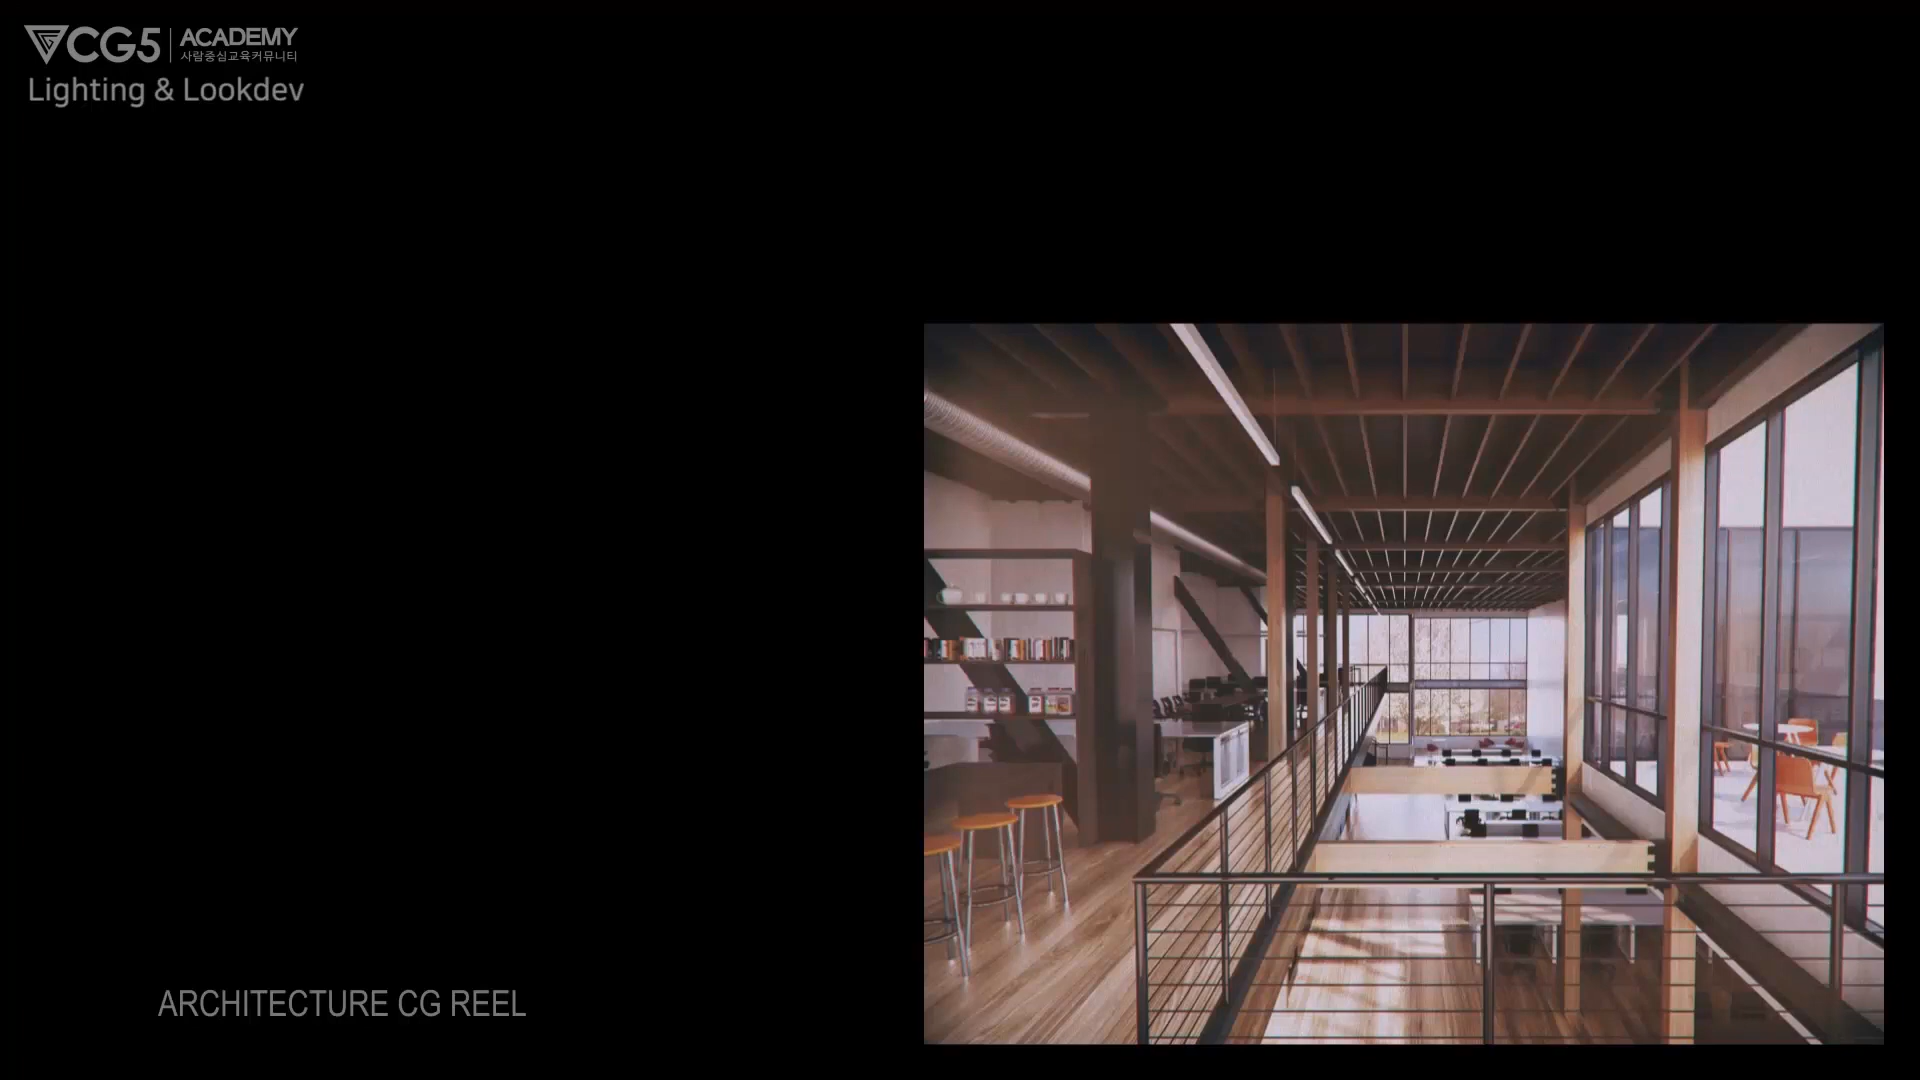 CG5 ACADEMY
사람중심교육커뮤니티
Lighting & Lookdev
ARCHITECTURE CG REEL